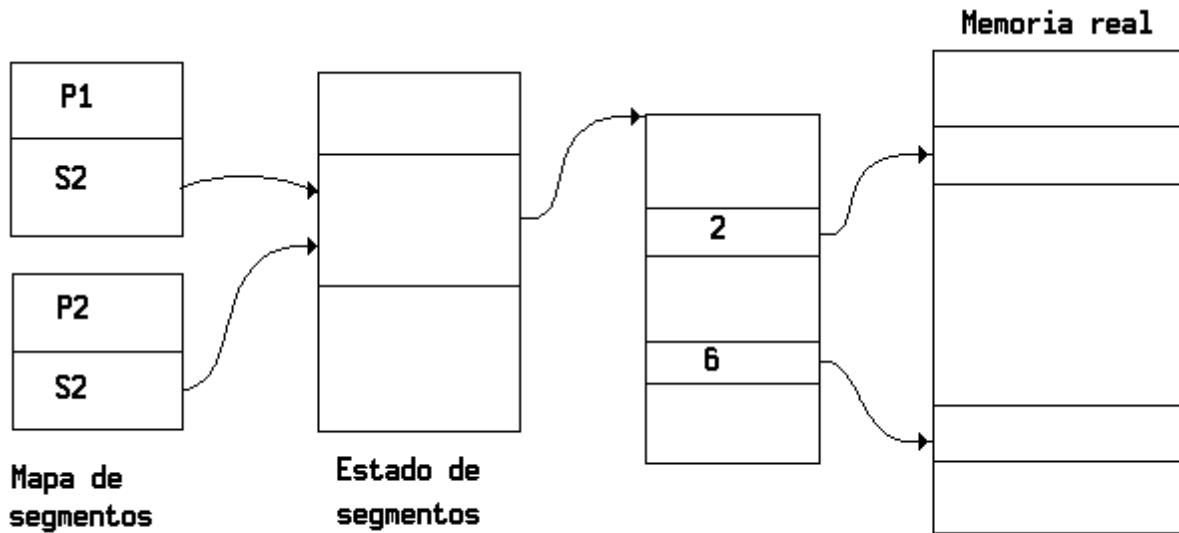 Memoria real
P1
S2
P2
S2
2
6
Mapa de
segmentos
Estado de
segmentos